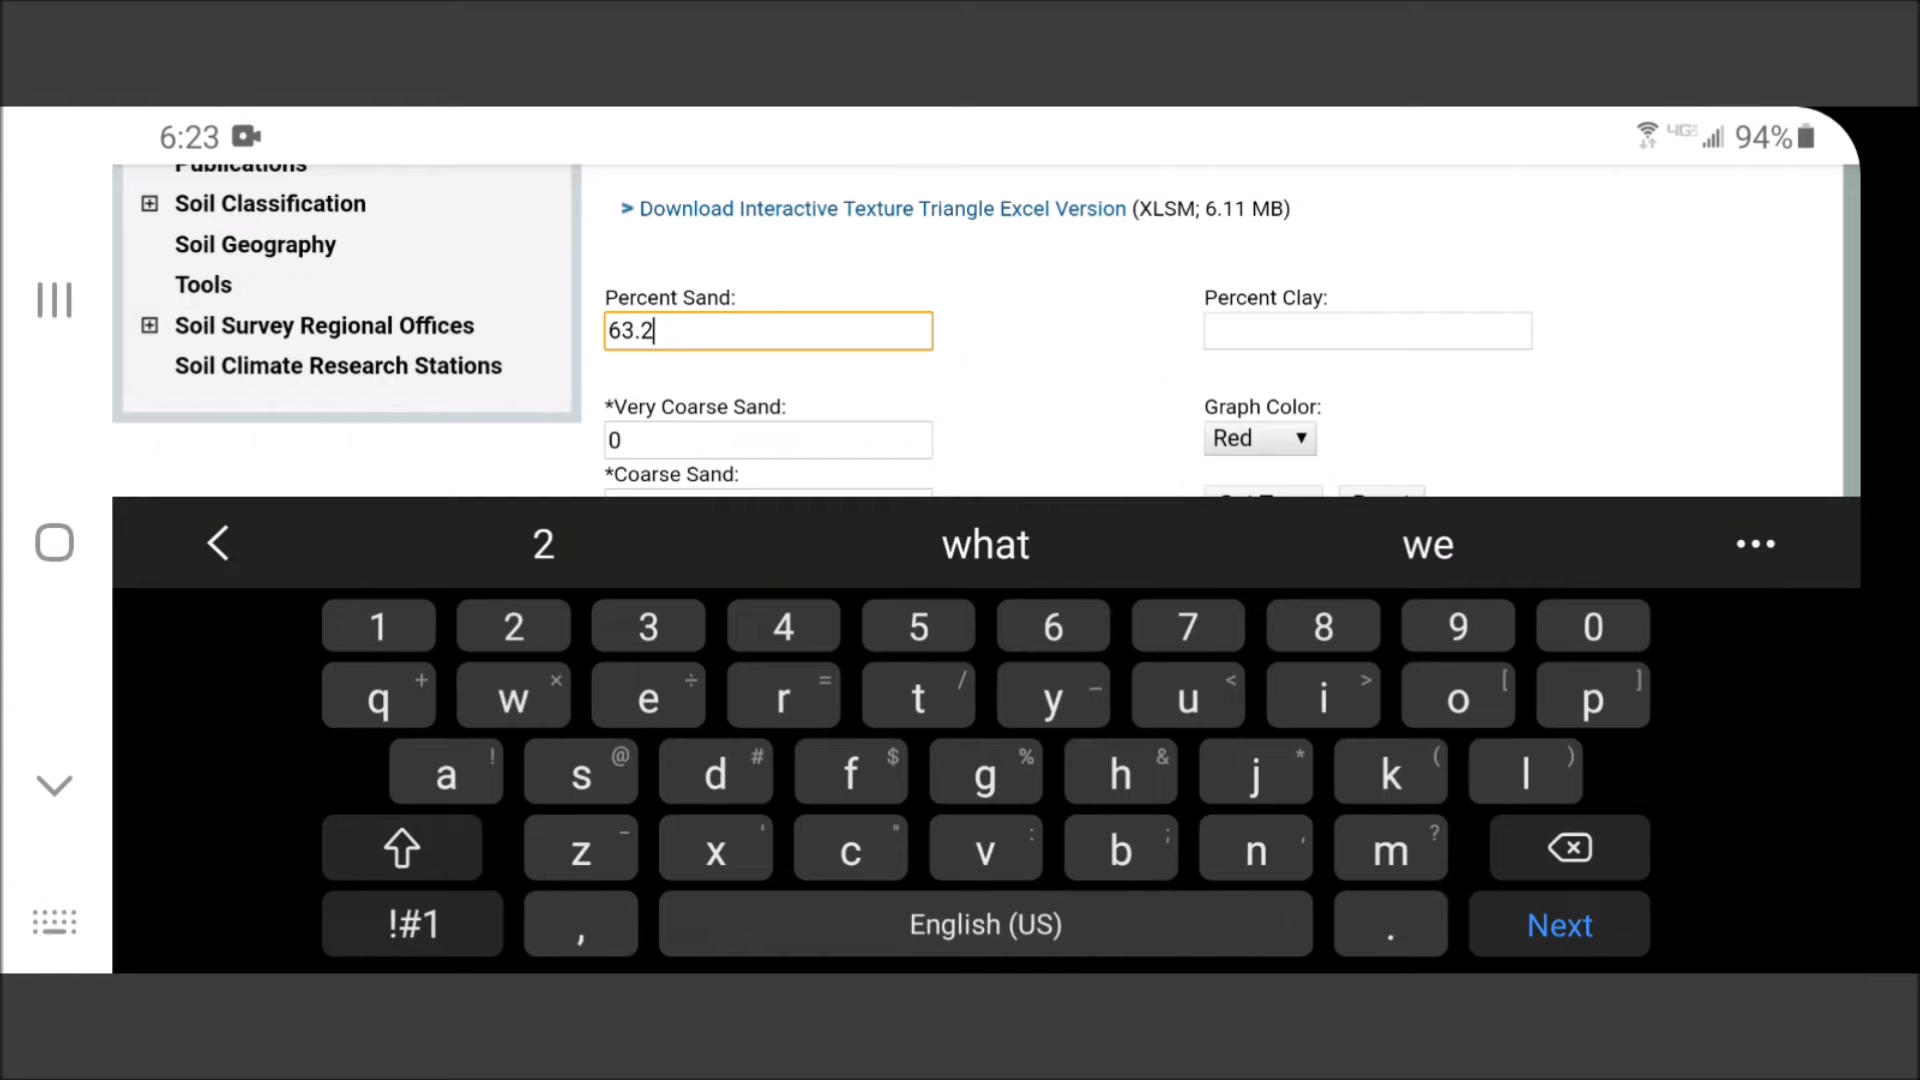 6:23
4GE 94%
Publications
Soil Classification
Soil Geography
Tools
Soil Survey Regional Offices
Soil Climate Research Stations
> Download Interactive Texture Triangle Excel Version (XLSM; 6.11 MB)
Percent Sand:
63.2
Percent Clay:
*Very Coarse Sand:
0
Graph Color:
Red
*Coarse Sand:
2 what we
1 2 3 4 5 6 7 8 9 0
q + w × e ÷ r = t / y _ u < i > o [ p ]
a ! s @ d # f $ g % h & j * k ( l )
z - x ' c " v : b ; n , m ?
!#1 , English (US) . Next